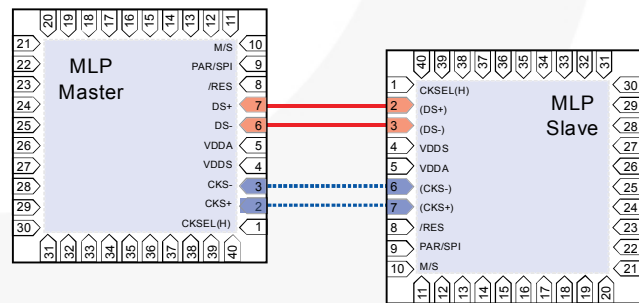 20 19 18 17 16 15 14 13 12 11
21 M/S 10
22 MLP PAR/SPI 9
23 Master /RES 8
24 DS+ 7
25 DS- 6
26 VDDA 5
27 VDDS 4
28 CKS- 3
29 CKS+ 2
30 CKSEL(H) 1
31 32 33 34 35 36 37 38 39 40
40 39 38 37 36 35 34 33 32 31
1 CKSEL(H) 30
2 (DS+) MLP 29
3 (DS-) Slave 28
4 VDDS 27
5 VDDA 26
6 (CKS-) 25
7 (CKS+) 24
8 /RES 23
9 PAR/SPI 22
10 M/S 21
11 12 13 14 15 16 17 18 19 20